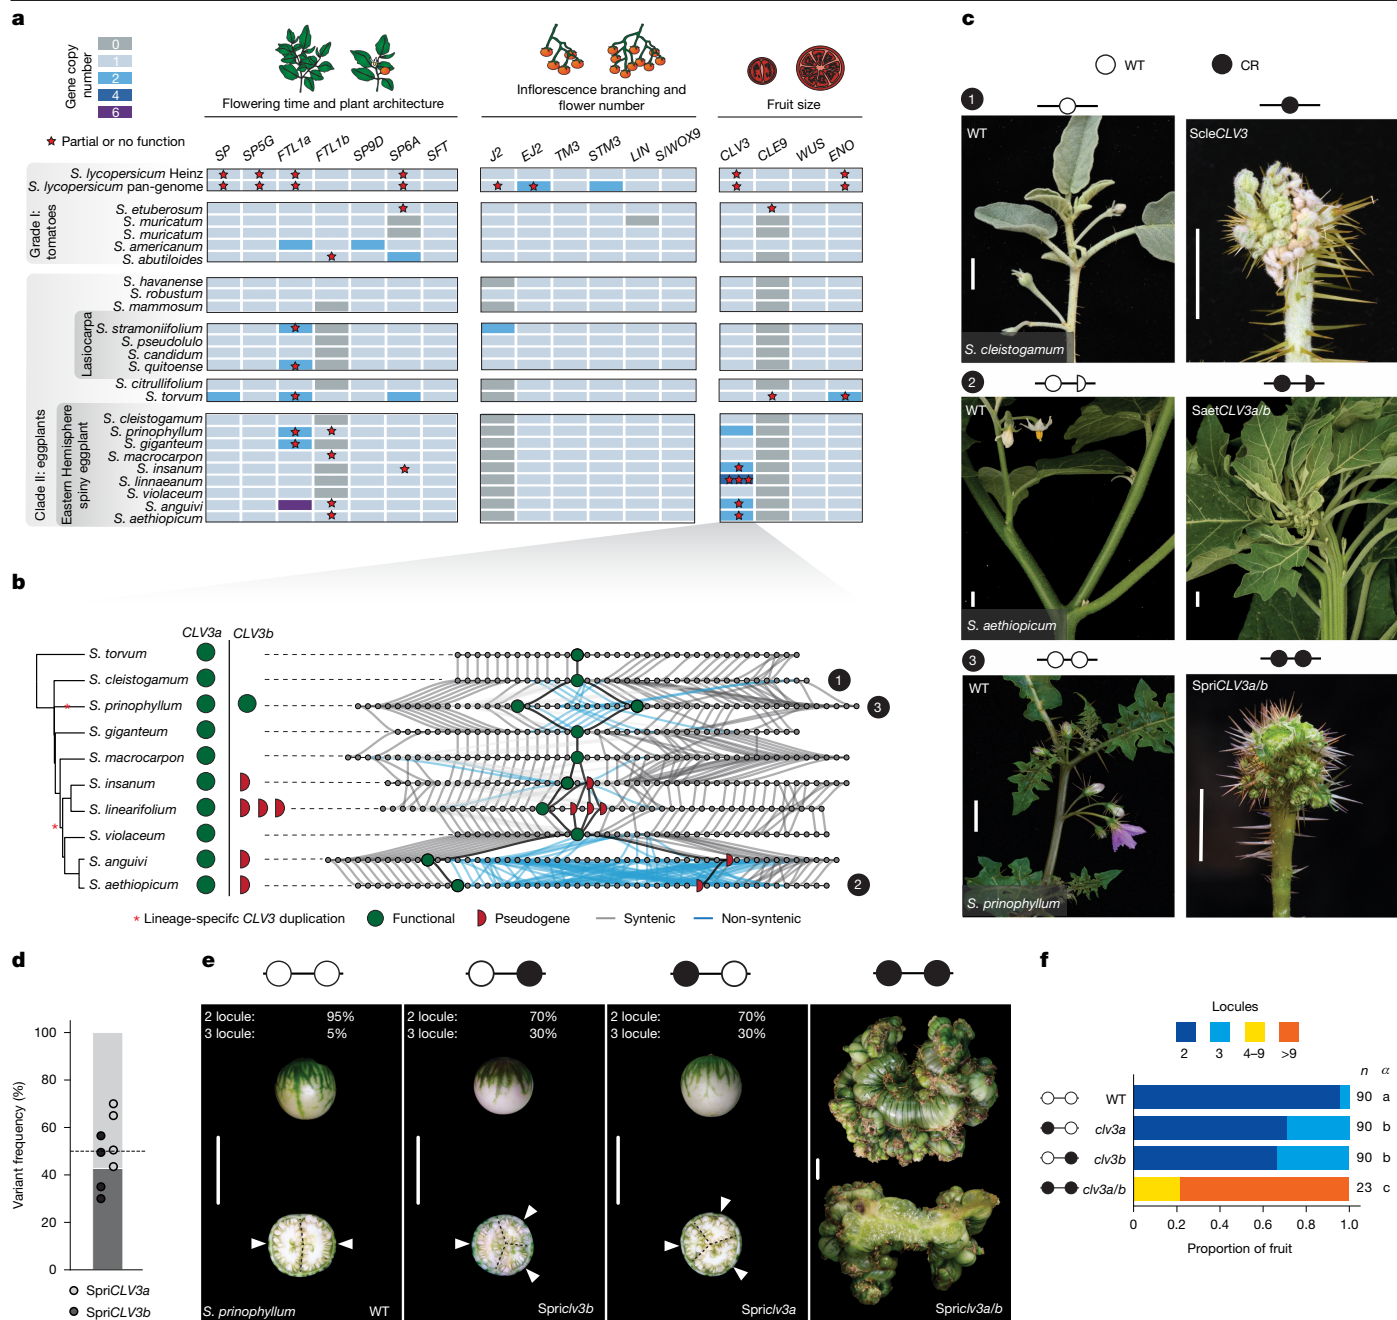 a
Gene copy number
0
1
2
4
6
★ Partial or no function
Flowering time and plant architecture
Inflorescence branching and
flower number
Fruit size
SP
SP5G
FTL1a
FTL1b
SP9D
SP6A
SFT
J2
EJ2
TM3
STM3
LIN
S/WOX9
CLV3
CLE9
WUS
ENO
S. lycopersicum Heinz
S. lycopersicum pan-genome
Grade I: tomatoes
S. etuberosum
S. muricatum
S. muricatum
S. americanum
S. abutiloides
Clade II: eggplants
S. havanense
S. robustum
S. mammosum
Lasiocarpa
S. stramoniifolium
S. pseudolulo
S. candidum
S. quitoense
S. citrullifolium
S. torvum
Eastern Hemisphere spiny eggplant
S. cleistogamum
S. prinophyllum
S. giganteum
S. macrocarpon
S. insanum
S. linnaeanum
S. violaceum
S. anguivi
S. aethiopicum
b
CLV3a
CLV3b
S. torvum
S. cleistogamum
1
S. prinophyllum
3
S. giganteum
S. macrocarpon
S. insanum
S. linearifolium
S. violaceum
S. anguivi
S. aethiopicum
2
* Lineage-specifc CLV3 duplication
Functional
Pseudogene
Syntenic
Non-syntenic
c
WT
CR
1
WT
S. cleistogamum
ScleCLV3
2
WT
S. aethiopicum
SaetCLV3a/b
3
WT
S. prinophyllum
SpriCLV3a/b
d
Variant frequency (%)
100
80
60
40
20
0
SpriCLV3a
SpriCLV3b
e
2 locule: 95%
3 locule: 5%
S. prinophyllum WT
2 locule: 70%
3 locule: 30%
Spriclv3b
2 locule: 70%
3 locule: 30%
Spriclv3a
Spriclv3a/b
f
Locules
2 3 4–9 >9
n α
WT 90 a
clv3a 90 b
clv3b 90 b
clv3a/b 23 c
0 0.2 0.4 0.6 0.8 1.0
Proportion of fruit